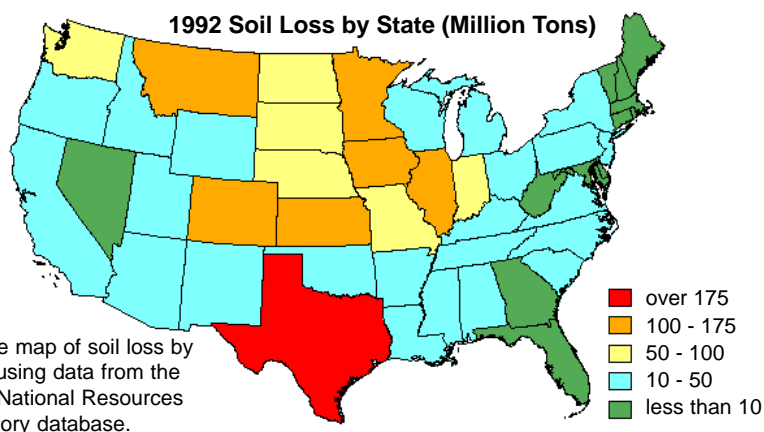 1992 Soil Loss by State (Million Tons)
over 175
100 - 175
50 - 100
10 - 50
less than 10
map of soil loss by
using data from the
National Resources
database.